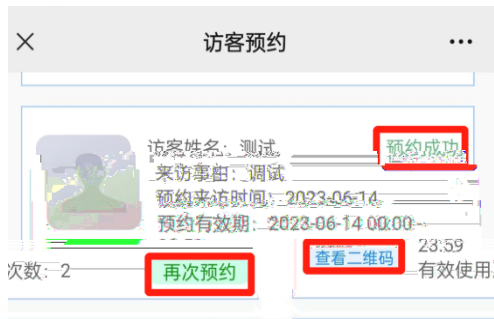 访客预约
访客姓名：测试
预约成功
来访事由：调试
预约来访时间：2023-06-14
预约有效期：2023-06-14 00:00 -
23:59
次数：2
再次预约
查看二维码
有效使用